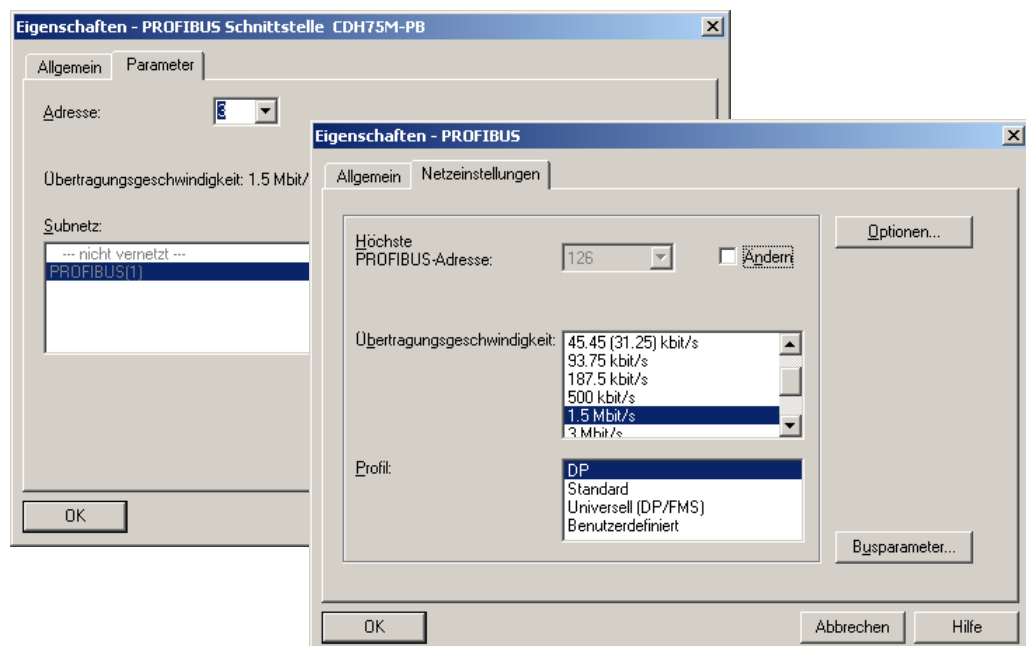 Eigenschaften - PROFIBUS Schnittstelle CDH75M-PB
Allgemein
Parameter
Adresse:
3
Übertragungsgeschwindigkeit: 1.5 Mbit/
Subnetz:
--- nicht vernetzt ---
PROFIBUS(1)
OK
Eigenschaften - PROFIBUS
Allgemein
Netzeinstellungen
Höchste
PROFIBUS-Adresse:
126
Ändern
Optionen...
Übertragungsgeschwindigkeit:
45.45 (31.25) kbit/s
93.75 kbit/s
187.5 kbit/s
500 kbit/s
1.5 Mbit/s
3 Mbit/s
Profil:
DP
Standard
Universell (DP/FMS)
Benutzerdefiniert
Busparameter...
OK
Abbrechen
Hilfe